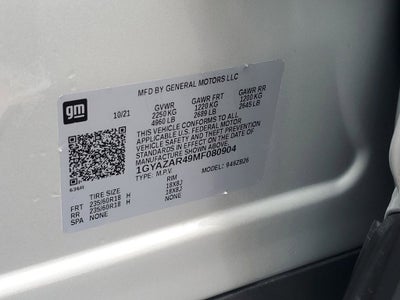 MFD BY GENERAL MOTORS LLC
gm
10/21 GVWR GAWR FRT GAWR RR
2250 KG 1220 KG 1200 KG
4960 LB 2689 LB 2645 LB
THIS VEHICLE CONFORMS TO ALL
APPLICABLE U.S. FEDERAL MOTOR
VEHICLE SAFETY AND THEFT PREVENTION
STANDARDS IN EFFECT ON THE DATE OF
MANUFACTURE SHOWN ABOVE.
1GYAZAR49MF080904
TYPE: M.P.V. MODEL:
TIRE SIZE RIM
FRT 235/60R18 H 18X8J
RR 235/60R18 H 18X8J
SPA NONE NONE